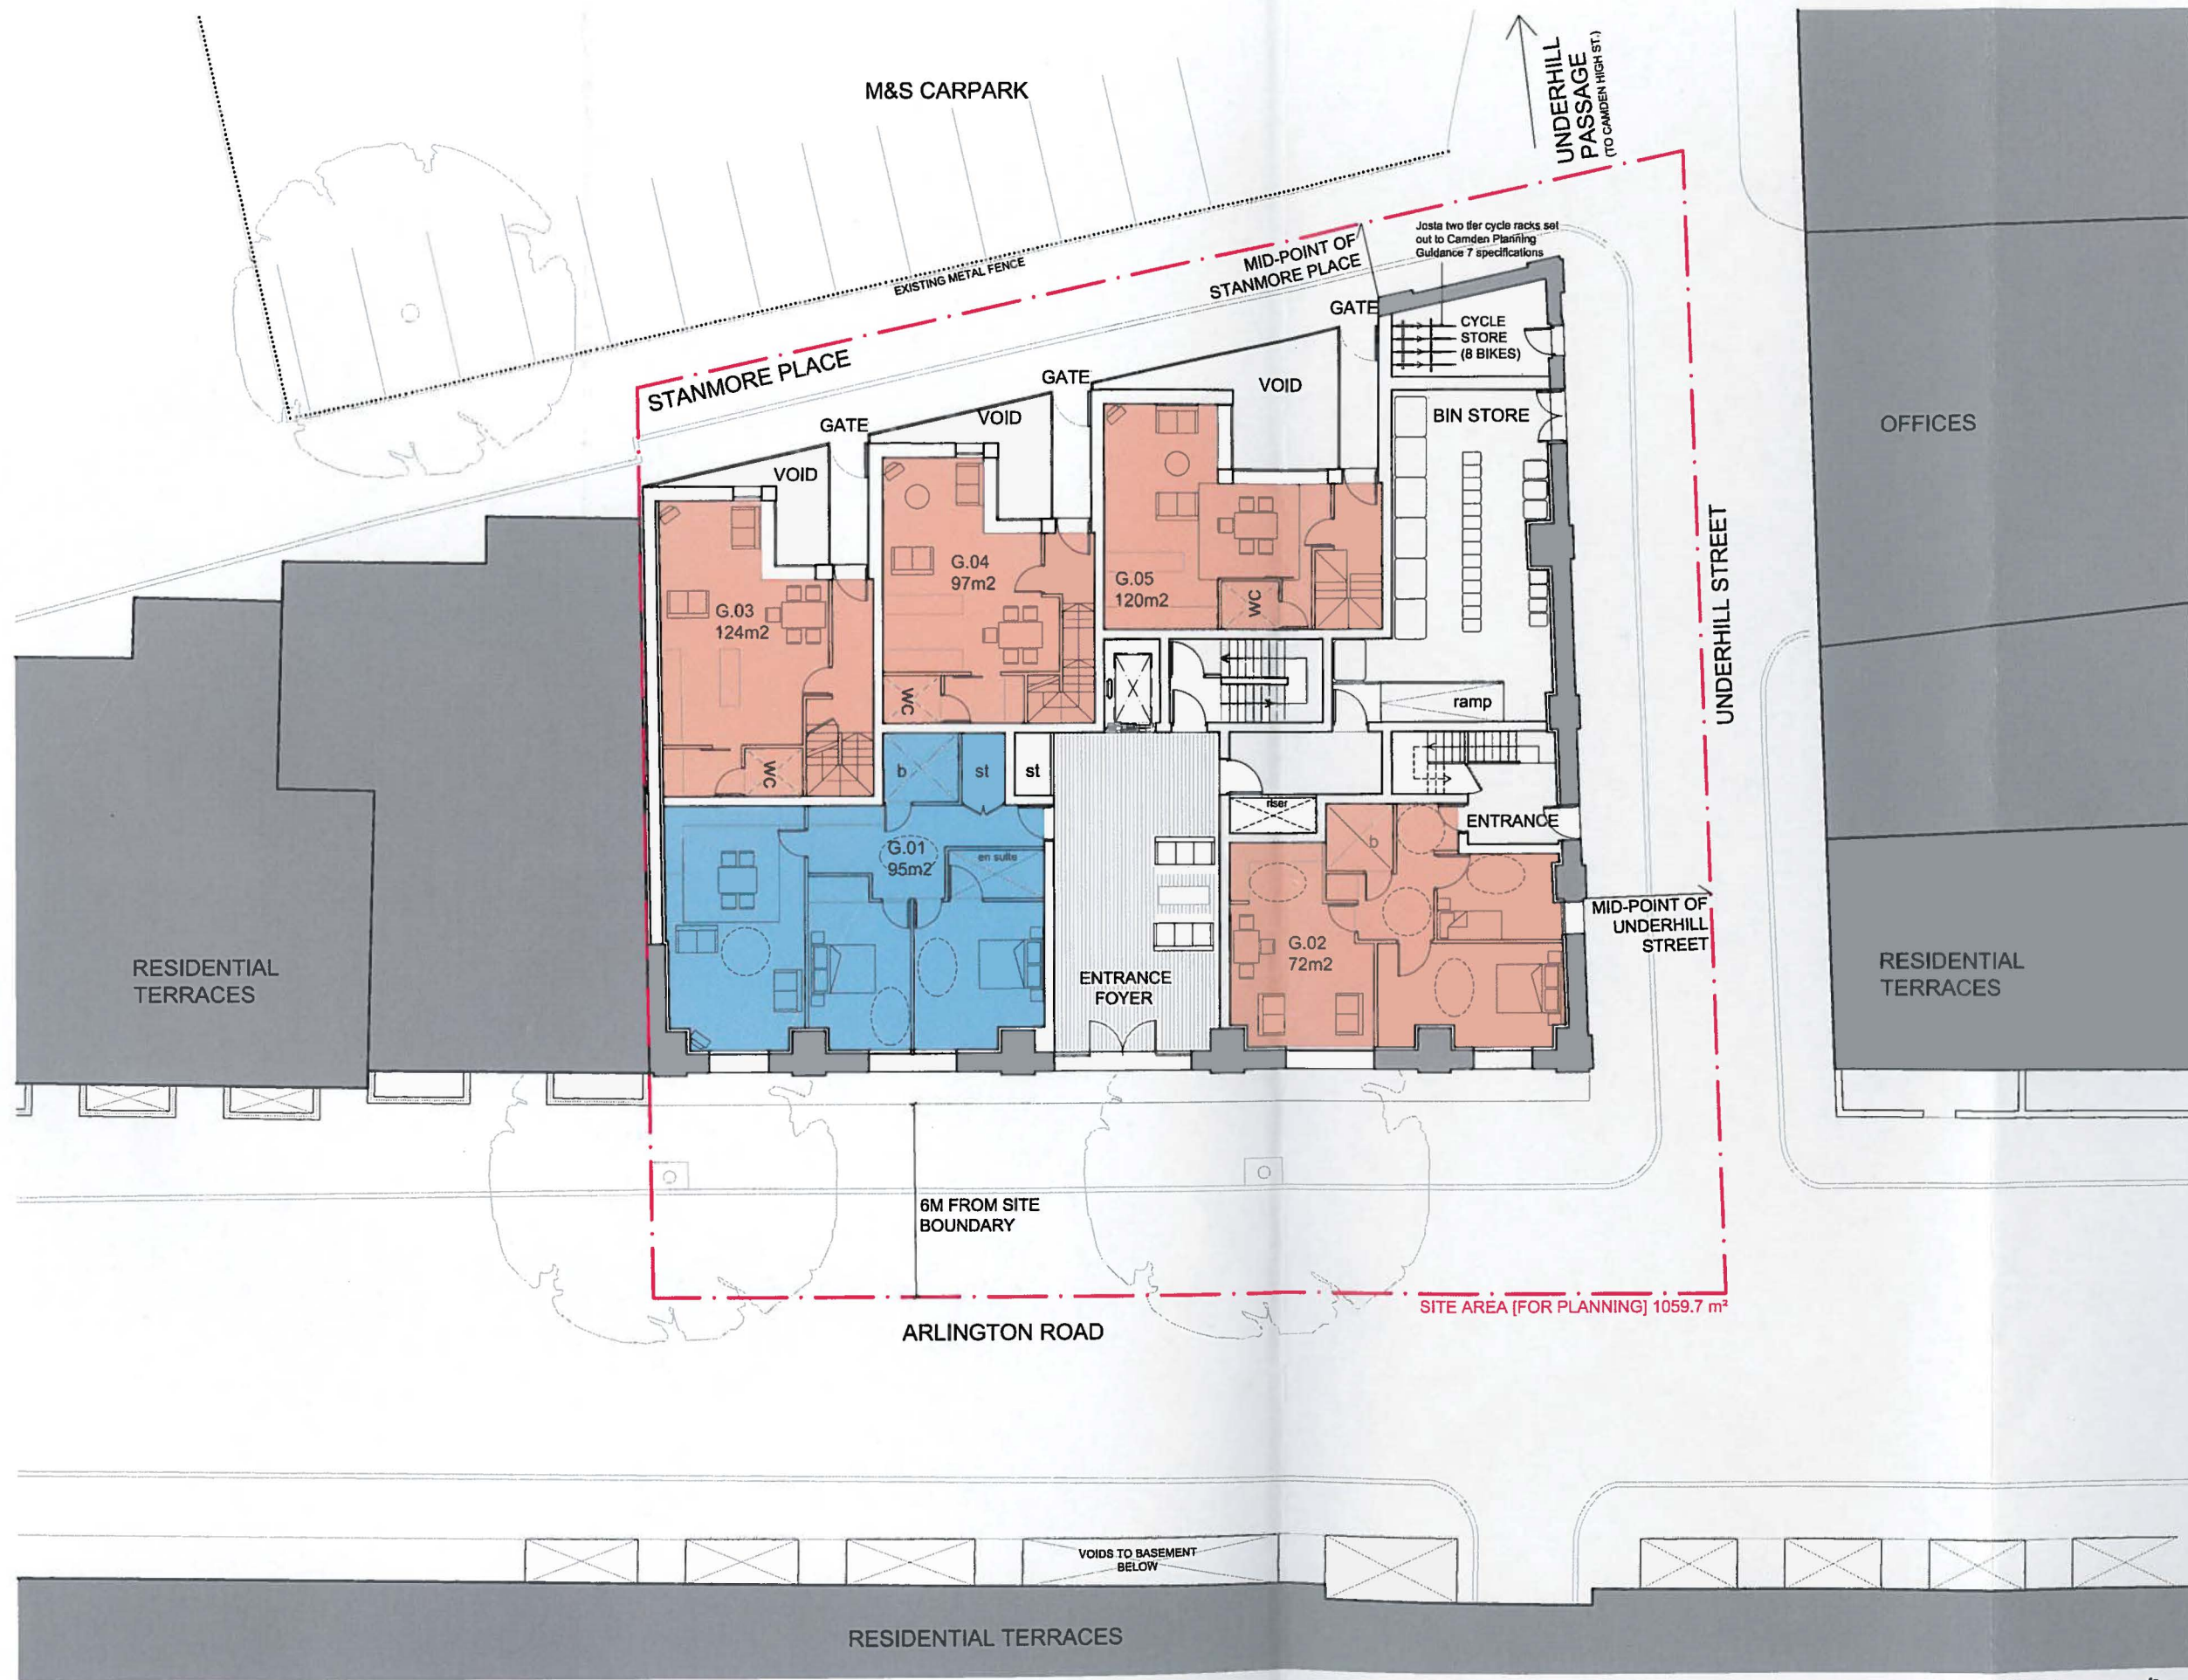 M&S CARPARK
UNDERHILL
PASSAGE
(TO CAMDEN HIGH ST.)
Josta two tier cycle racks set
out to Camden Planning
Guidance 7 specifications
MID-POINT OF
STANMORE PLACE
EXISTING METAL FENCE
GATE
CYCLE
STORE
(8 BIKES)
STANMORE PLACE
GATE
VOID
GATE
VOID
BIN STORE
OFFICES
VOID
UNDERHILL STREET
G.04
97m2
G.05
120m2
WC
G.03
124m2
WC
ramp
WC
b
st
st
riser
ENTRANCE
G.01
95m2
en suite
b
MID-POINT OF
UNDERHILL
STREET
G.02
72m2
RESIDENTIAL
TERRACES
ENTRANCE
FOYER
RESIDENTIAL
TERRACES
6M FROM SITE
BOUNDARY
SITE AREA [FOR PLANNING] 1059.7 m²
ARLINGTON ROAD
VOIDS TO BASEMENT
BELOW
RESIDENTIAL TERRACES